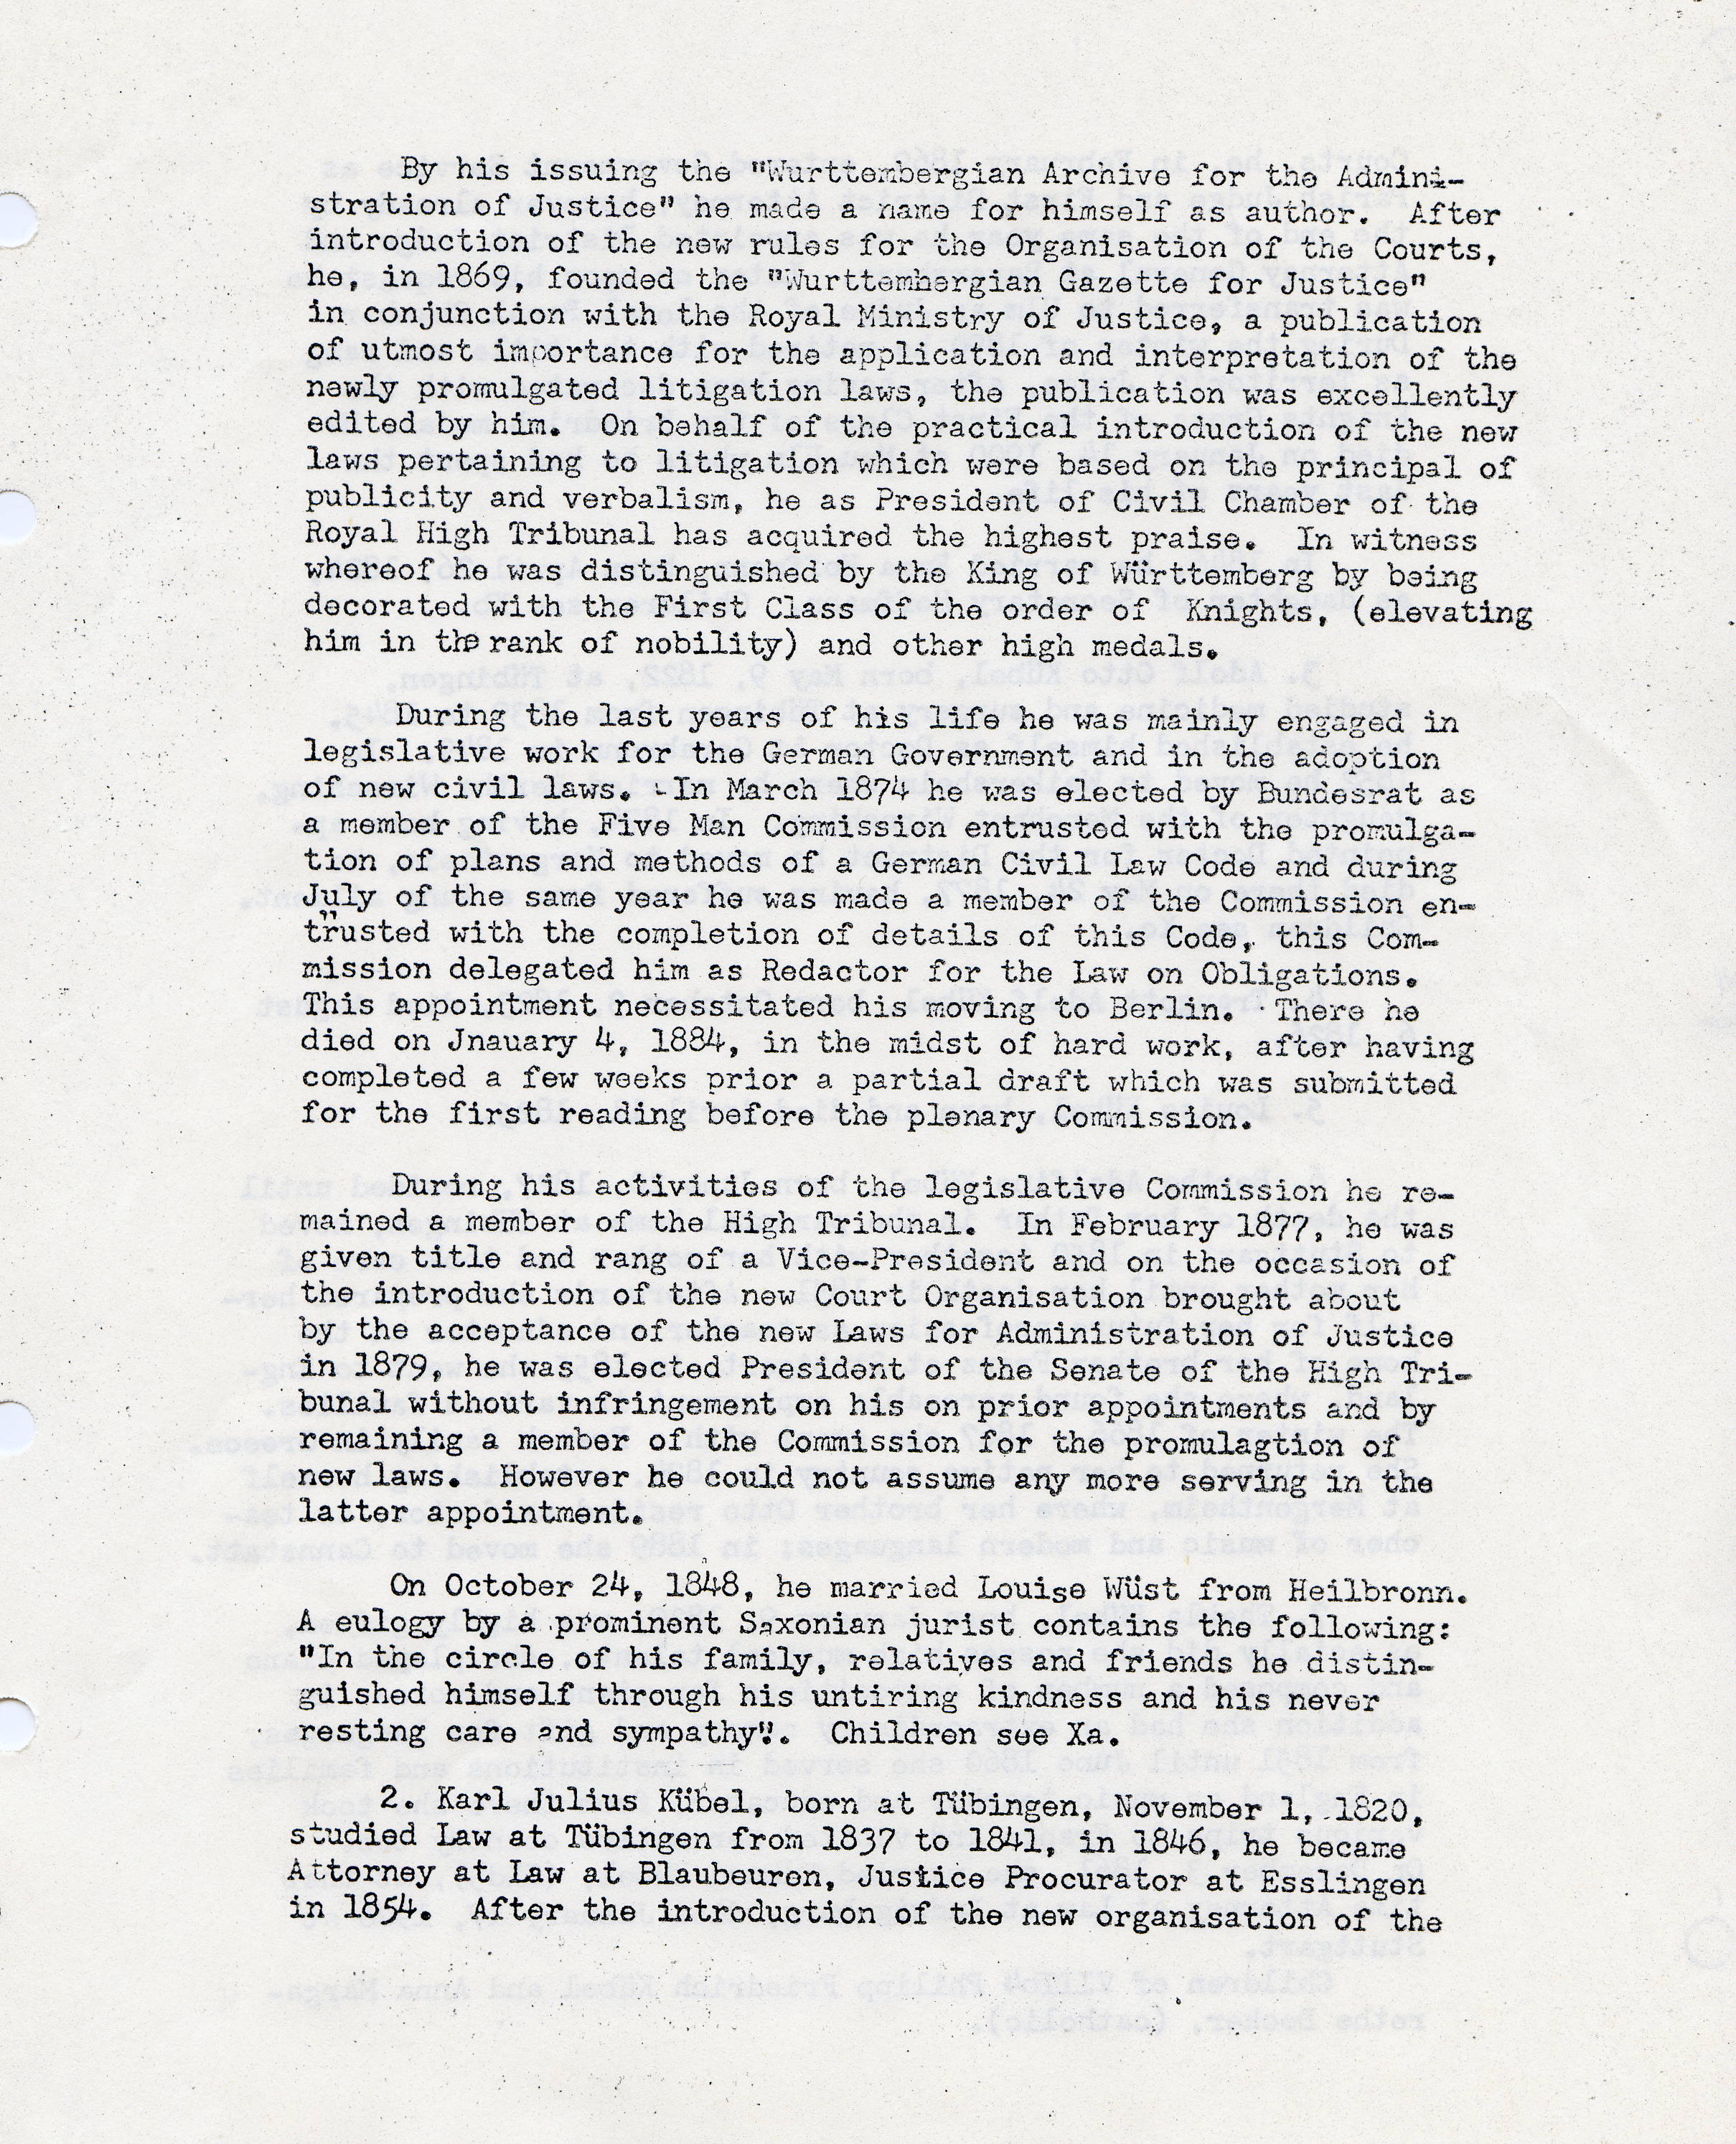 By his issuing the "Wurttembergian Archive for the Admini-
stration of Justice" he made a name for himself as author. After
introduction of the new rules for the Organisation of the Courts,
he, in 1869, founded the "Wurttembergian Gazette for Justice"
in conjunction with the Royal Ministry of Justice, a publication
of utmost importance for the application and interpretation of the
newly promulgated litigation laws, the publication was excellently
edited by him. On behalf of the practical introduction of the new
laws pertaining to litigation which were based on the principal of
publicity and verbalism, he as President of Civil Chamber of the
Royal High Tribunal has acquired the highest praise. In witness
whereof he was distinguished by the King of Württemberg by being
decorated with the First Class of the order of Knights, (elevating
him in the rank of nobility) and other high medals.
During the last years of his life he was mainly engaged in
legislative work for the German Government and in the adoption
of new civil laws. In March 1874 he was elected by Bundesrat as
a member of the Five Man Commission entrusted with the promulga-
tion of plans and methods of a German Civil Law Code and during
July of the same year he was made a member of the Commission en-
trusted with the completion of details of this Code, this Com-
mission delegated him as Redactor for the Law on Obligations.
This appointment necessitated his moving to Berlin. There he
died on Jnauary 4, 1884, in the midst of hard work, after having
completed a few weeks prior a partial draft which was submitted
for the first reading before the plenary Commission.
During his activities of the legislative Commission he re-
mained a member of the High Tribunal. In February 1877, he was
given title and rang of a Vice-President and on the occasion of
the introduction of the new Court Organisation brought about
by the acceptance of the new Laws for Administration of Justice
in 1879, he was elected President of the Senate of the High Tri-
bunal without infringement on his on prior appointments and by
remaining a member of the Commission for the promulagtion of
new laws. However he could not assume any more serving in the
latter appointment.
On October 24, 1848, he married Louise Wüst from Heilbronn.
A eulogy by a prominent Saxonian jurist contains the following:
"In the circle of his family, relatives and friends he distin-
guished himself through his untiring kindness and his never
resting care and sympathy". Children see Xa.
2. Karl Julius Kübel, born at Tübingen, November 1, 1820,
studied Law at Tübingen from 1837 to 1841, in 1846, he became
Attorney at Law at Blaubeuren, Justice Procurator at Esslingen
in 1854. After the introduction of the new organisation of the